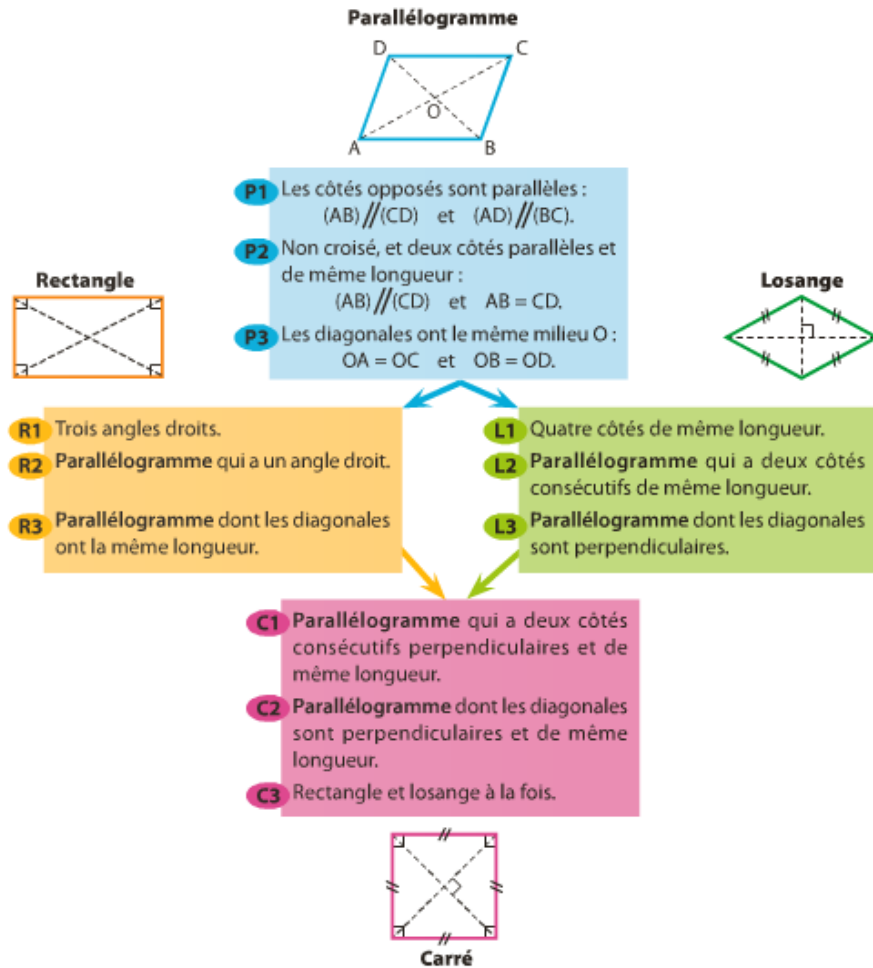 Parallélogramme
D
C
O
A
B
P1 Les côtés opposés sont parallèles :
(AB)//(CD) et (AD)//(BC).
P2 Non croisé, et deux côtés parallèles et
de même longueur :
(AB)//(CD) et AB = CD.
P3 Les diagonales ont le même milieu O :
OA = OC et OB = OD.
Rectangle
Losange
R1 Trois angles droits.
R2 Parallélogramme qui a un angle droit.
R3 Parallélogramme dont les diagonales
ont la même longueur.
L1 Quatre côtés de même longueur.
L2 Parallélogramme qui a deux côtés
consécutifs de même longueur.
L3 Parallélogramme dont les diagonales
sont perpendiculaires.
C1 Parallélogramme qui a deux côtés
consécutifs perpendiculaires et de
même longueur.
C2 Parallélogramme dont les diagonales
sont perpendiculaires et de même
longueur.
C3 Rectangle et losange à la fois.
Carré